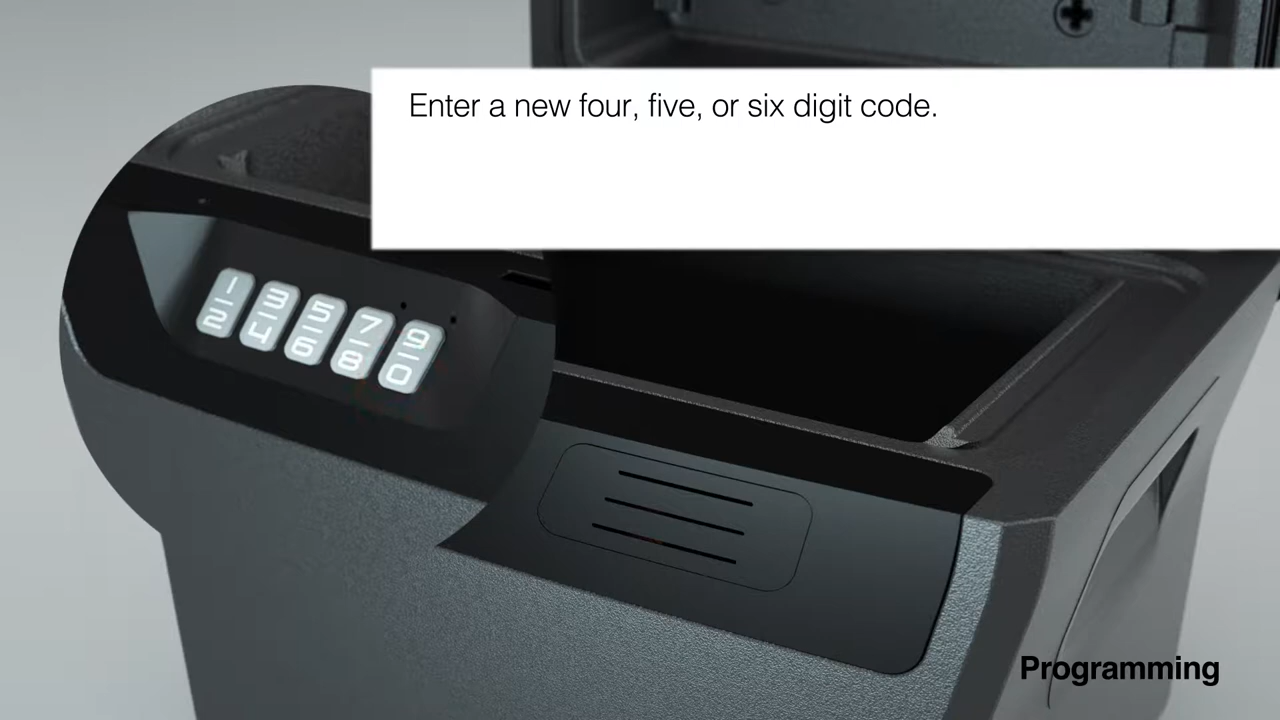 Enter a new four, five, or six digit code.
1 3 5 7 9
2 4 6 8 0
Programming